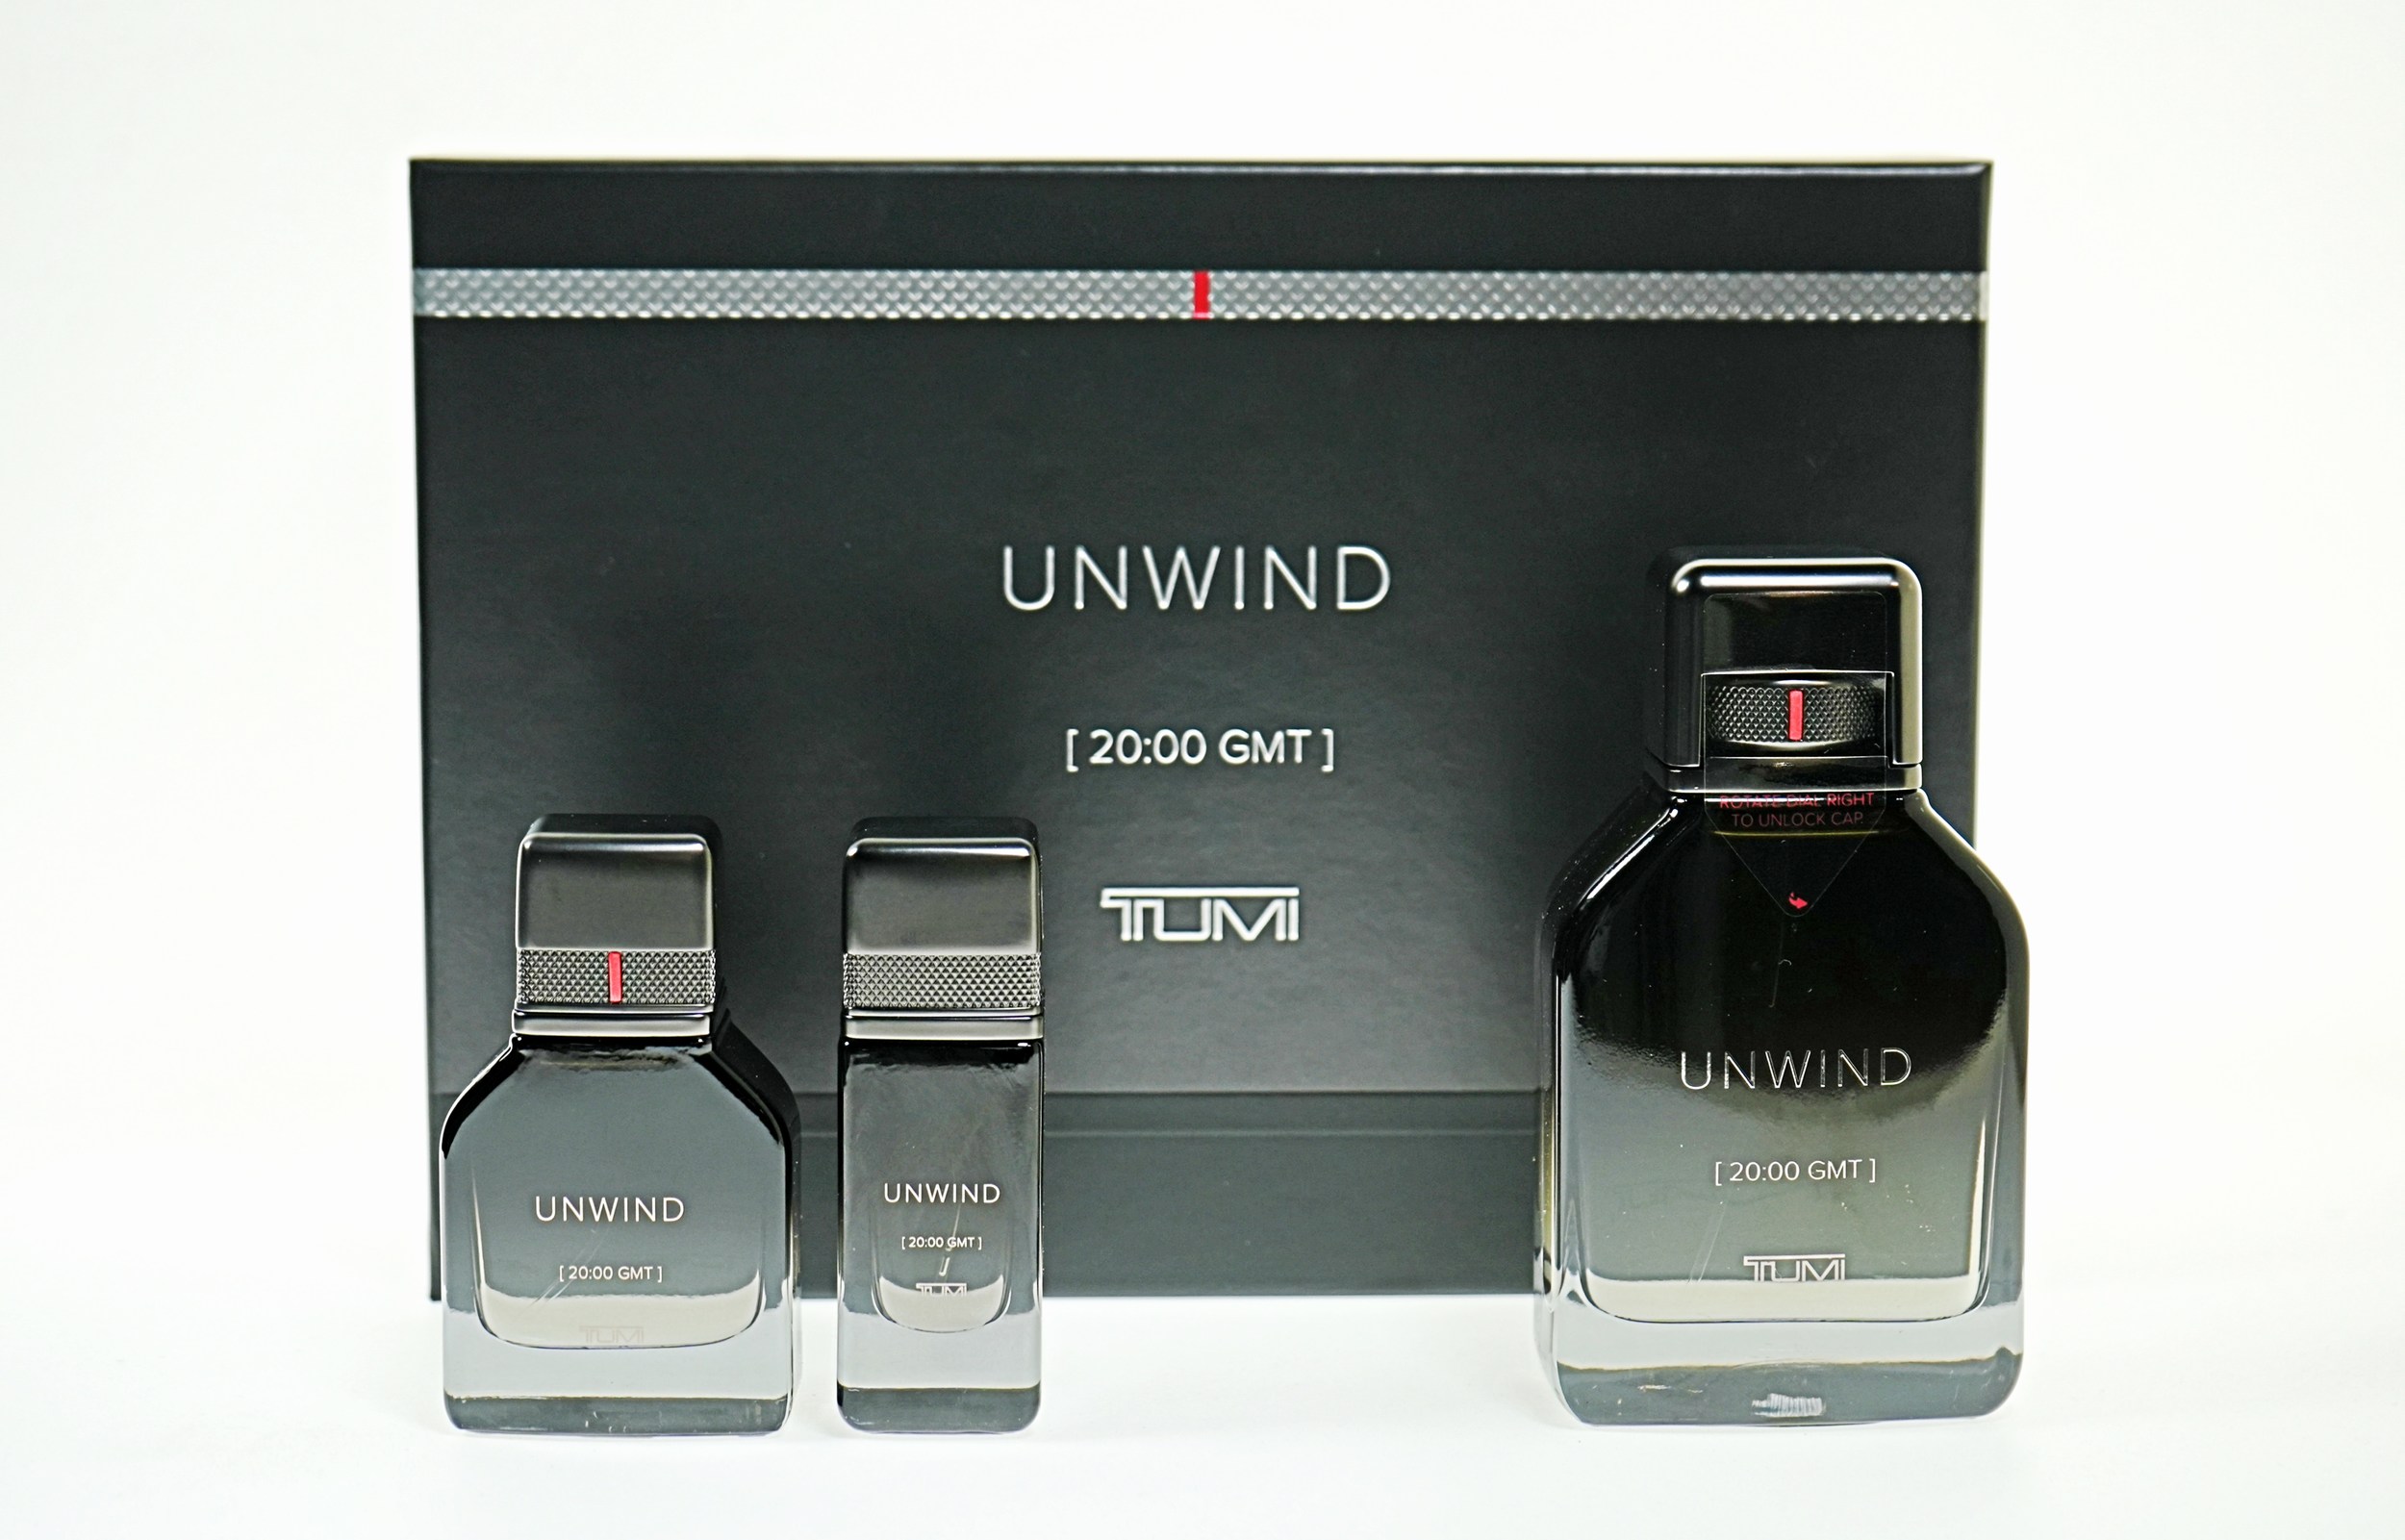 UNWIND
[ 20:00 GMT ]
TUMI
UNWIND
[ 20:00 GMT ]
TUMI
UNWIND
[ 20:00 GMT ]
TUMI
ROTATE DIAL RIGHT
TO UNLOCK CAP.
UNWIND
[ 20:00 GMT ]
TUMI